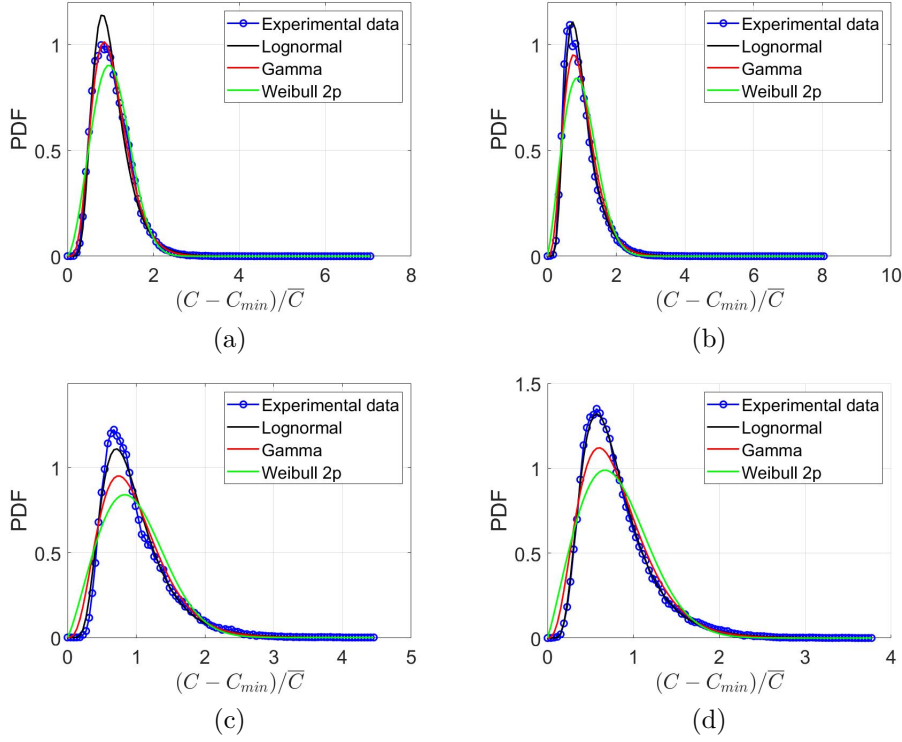 Experimental data
Lognormal
Gamma
Weibull 2p
PDF
1
0.5
0
0 2 4 6 8
(C − C_min)/C̅
(a)
Experimental data
Lognormal
Gamma
Weibull 2p
PDF
1
0.5
0
0 2 4 6 8 10
(C − C_min)/C̅
(b)
Experimental data
Lognormal
Gamma
Weibull 2p
PDF
1
0.5
0
0 1 2 3 4 5
(C − C_min)/C̅
(c)
Experimental data
Lognormal
Gamma
Weibull 2p
PDF
1.5
1
0.5
0
0 1 2 3 4
(C − C_min)/C̅
(d)